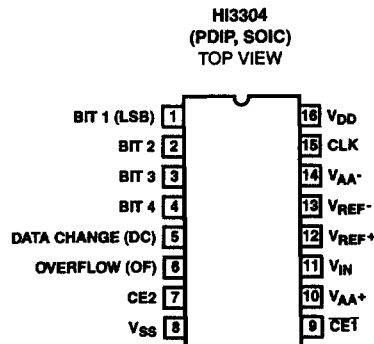 HI3304
(PDIP, SOIC)
TOP VIEW
BIT 1 (LSB) 1
16 VDD
BIT 2 2
15 CLK
BIT 3 3
14 VAA-
BIT 4 4
13 VREF-
DATA CHANGE (DC) 5
12 VREF+
OVERFLOW (OF) 6
11 VIN
CE2 7
10 VAA+
VSS 8
9 C̅E̅1̅